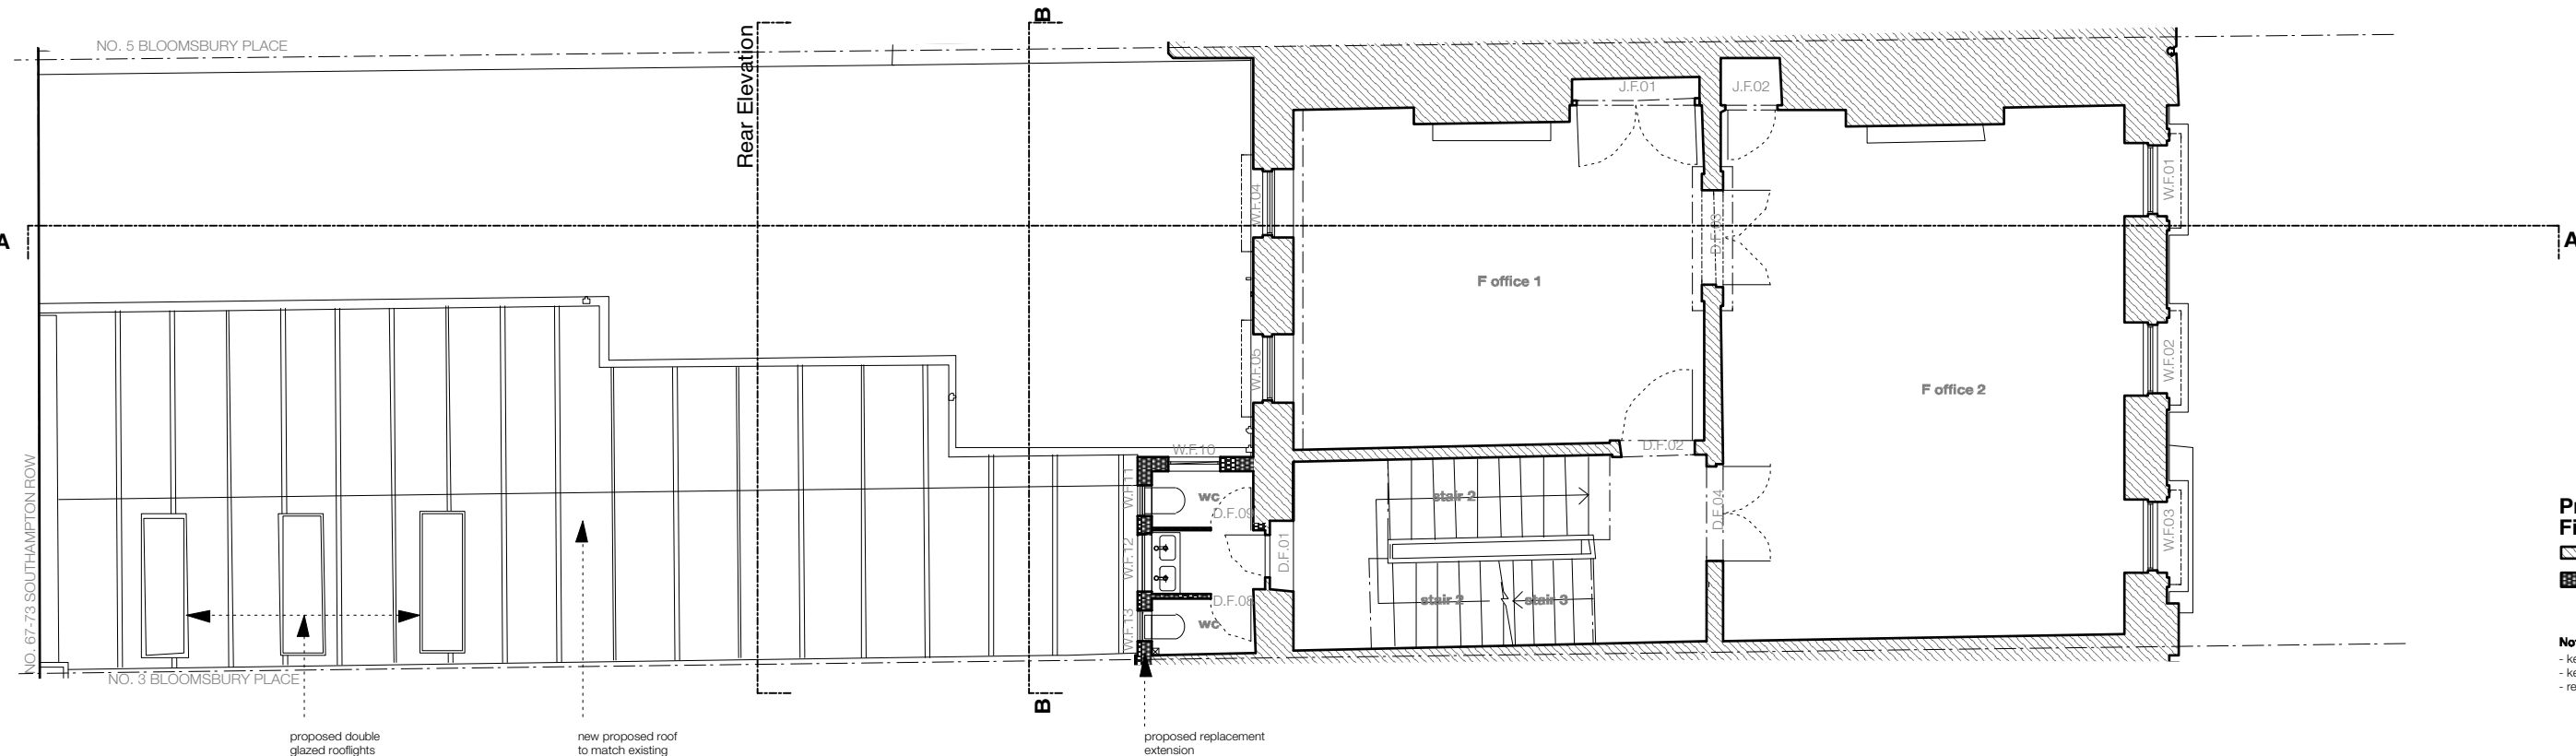 NO. 5 BLOOMSBURY PLACE
Rear Elevation
B
J.F.01
J.F.02
W.F.01
W.F.04
D.F.03
A
A
F office 1
W.F.05
W.F.02
F office 2
W.F.10
D.F.02
W.F.11
wc
stair 2
D.F.09
D.F.04
W.F.03
NO. 67-73 SOUTHAMPTON ROW
W.F.12
D.F.01
W.F.13
D.F.08
stair 2
stair 3
wc
NO. 3 BLOOMSBURY PLACE
B
proposed double
glazed rooflights
new proposed roof
to match existing
proposed replacement
extension